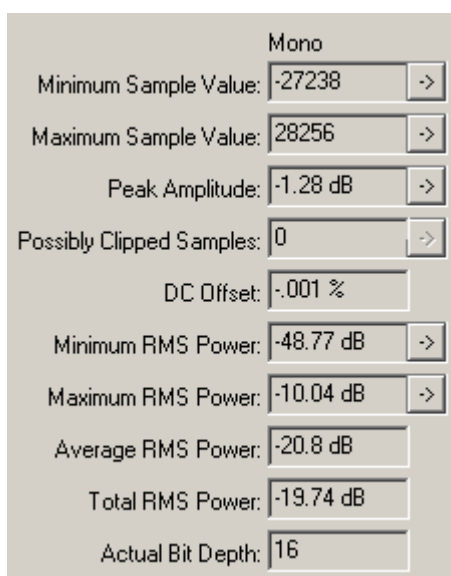 Mono
Minimum Sample Value: -27238 ->
Maximum Sample Value: 28256 ->
Peak Amplitude: -1.28 dB ->
Possibly Clipped Samples: 0 ->
DC Offset: -.001 %
Minimum RMS Power: -48.77 dB ->
Maximum RMS Power: -10.04 dB ->
Average RMS Power: -20.8 dB
Total RMS Power: -19.74 dB
Actual Bit Depth: 16